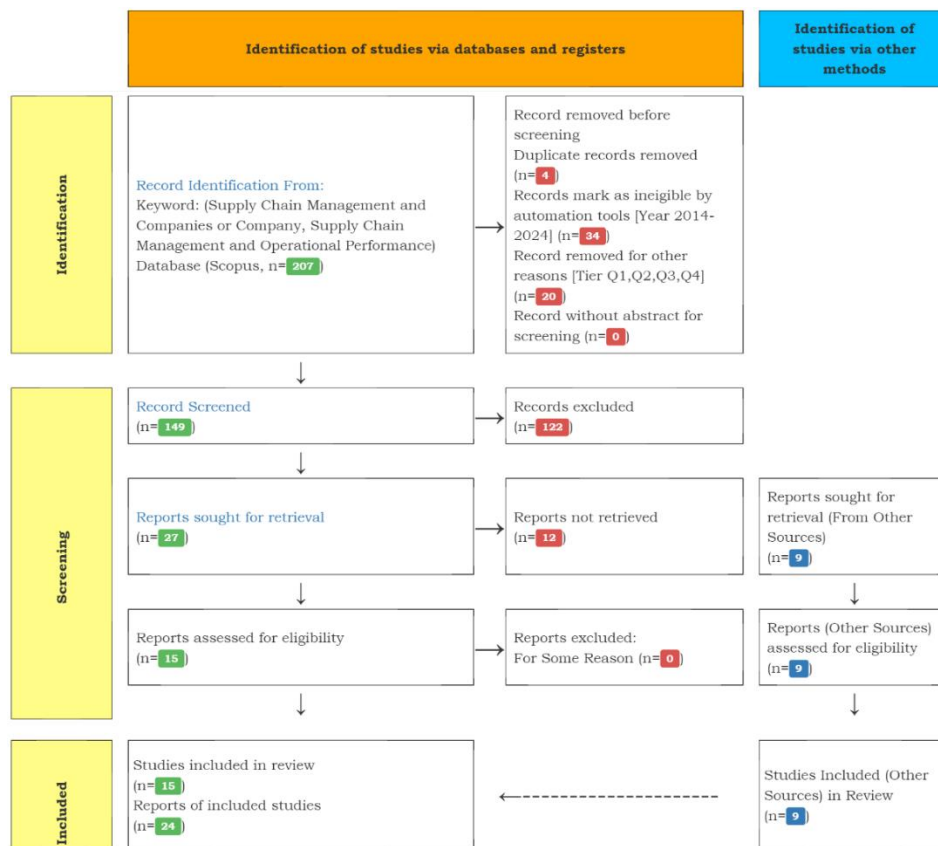 Identification of studies via databases and registers
Identification of
studies via other
methods
Identification
Record Identification From:
Keyword: (Supply Chain Management and
Companies or Company, Supply Chain
Management and Operational Performance)
Database (Scopus, n=207)
Record removed before
screening
Duplicate records removed
(n=4)
Records mark as ineigible by
automation tools [Year 2014-
2024] (n=34)
Record removed for other
reasons [Tier Q1,Q2,Q3,Q4]
(n=20)
Record without abstract for
screening (n=0)
Screening
Record Screened
(n=149)
Records excluded
(n=122)
Reports sought for retrieval
(n=27)
Reports not retrieved
(n=12)
Reports sought for
retrieval (From Other
Sources)
(n=9)
Reports assessed for eligibility
(n=15)
Reports excluded:
For Some Reason (n=0)
Reports (Other Sources)
assessed for eligibility
(n=9)
Included
Studies included in review
(n=15)
Reports of included studies
(n=24)
Studies Included (Other
Sources) in Review
(n=9)